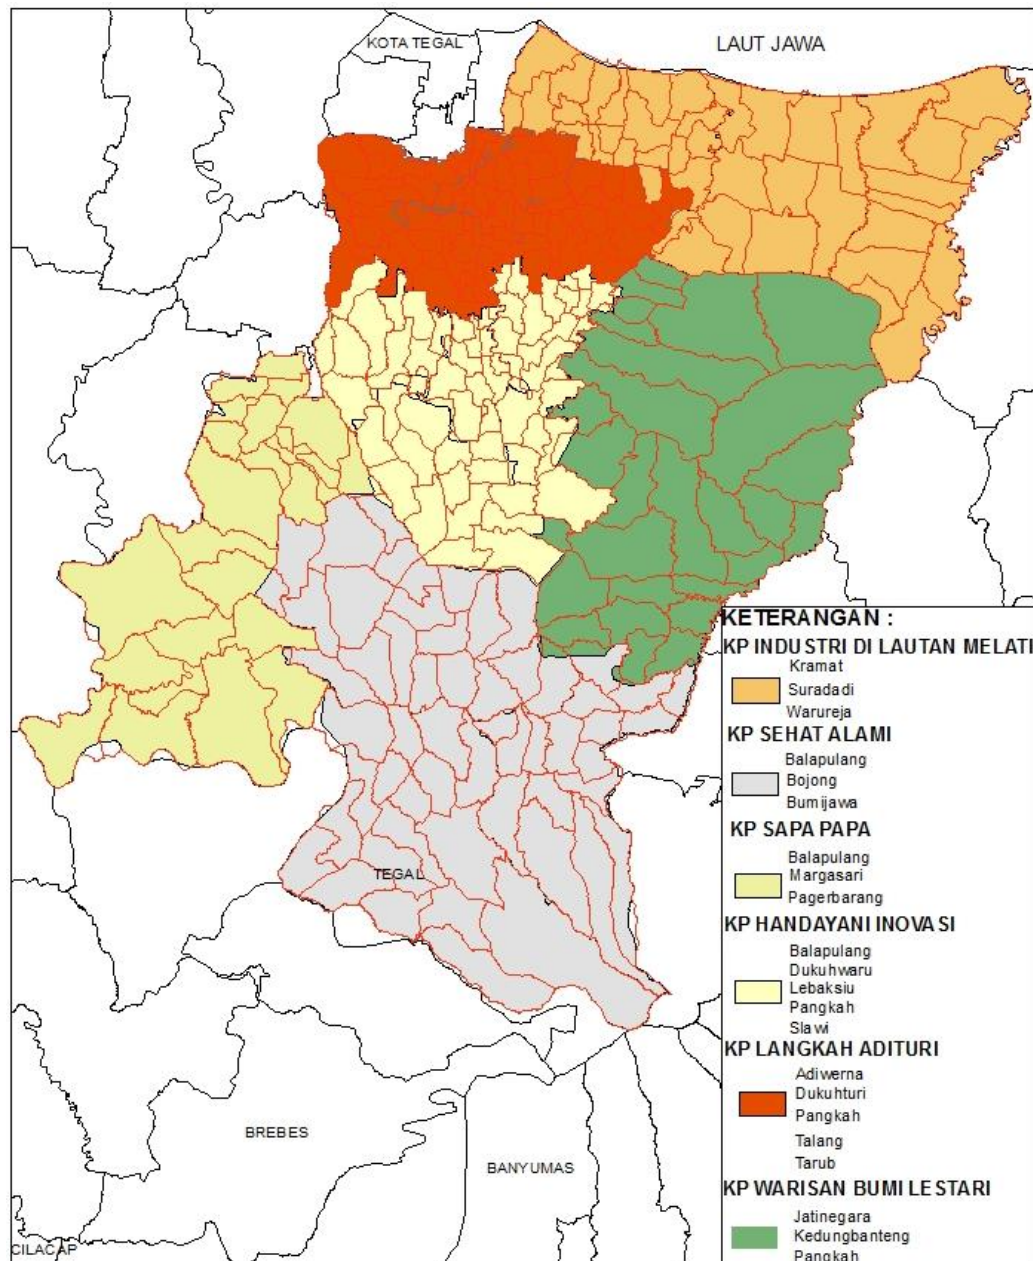 KOTA TEGAL
LAUT JAWA
TEGAL
BREBES
BANYUMAS
CILACAP
KETERANGAN :
KP INDUSTRI DI LAUTAN MELATI
Kramat
Suradadi
Warureja
KP SEHAT ALAMI
Balapulang
Bojong
Bumijawa
KP SAPA PAPA
Balapulang
Margasari
Pagerbarang
KP HANDAYANI INOVASI
Balapulang
Dukuhwaru
Lebaksiu
Pangkah
Slawi
KP LANGKAH ADITURI
Adiwerna
Dukuhturi
Pangkah
Talang
Tarub
KP WARISAN BUMI LESTARI
Jatinegara
Kedungbanteng
Pangkah